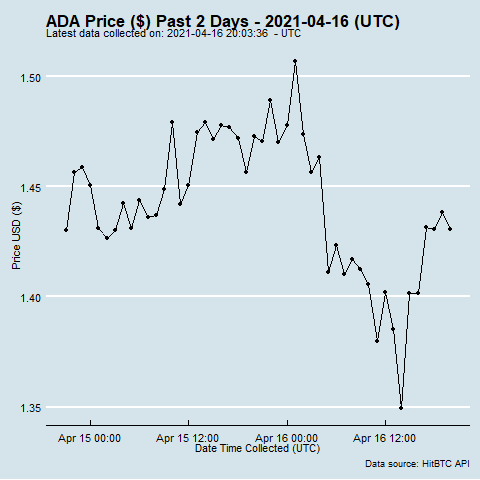 ADA Price ($) Past 2 Days - 2021-04-16 (UTC)
Latest data collected on: 2021-04-16 20:03:36  - UTC
1.50
1.45
1.40
1.35
Price USD ($)
Apr 15 00:00
Apr 15 12:00
Apr 16 00:00
Apr 16 12:00
Date Time Collected (UTC)
Data source: HitBTC API